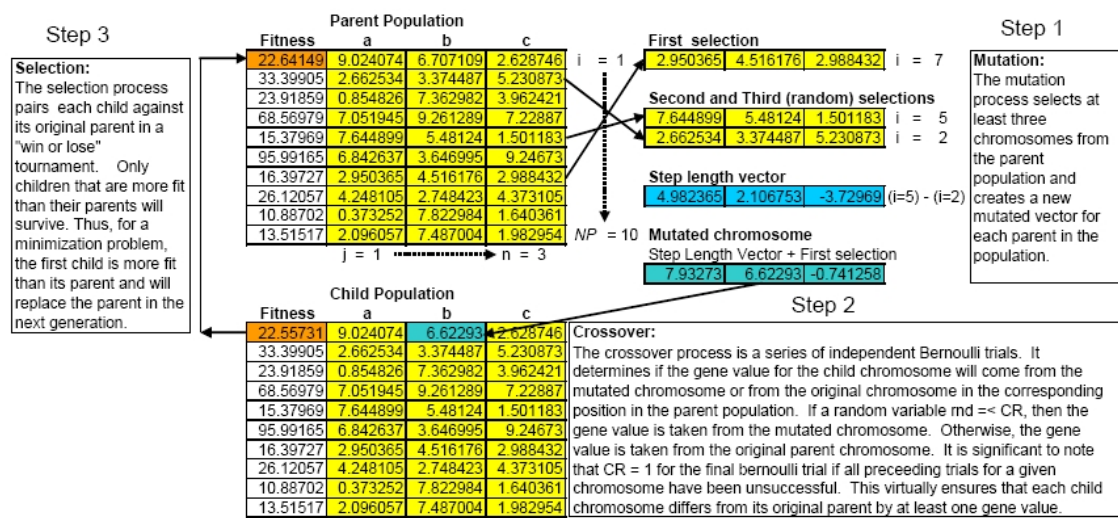 Step 3
Selection:
The selection process
pairs each child against
its original parent in a
"win or lose"
tournament. Only
children that are more fit
than their parents will
survive. Thus, for a
minimization problem,
the first child is more fit
than its parent and will
replace the parent in the
next generation.
Parent Population
Fitness a b c
22.64149 9.024074 6.707109 2.628746 i = 1
33.39905 2.662534 3.374487 5.230873
23.91859 0.854826 7.362982 3.962421
68.56979 7.051945 9.261289 7.22887
15.37969 7.644899 5.48124 1.501183
95.99165 6.842637 3.646995 9.24673
16.39727 2.950365 4.516176 2.988432
26.12057 4.248105 2.748423 4.373105
10.88702 0.373252 7.822984 1.640361
13.51517 2.096057 7.487004 1.982954 NP = 10
j = 1 n = 3
First selection
2.950365 4.516176 2.988432 i = 7
Second and Third (random) selections
7.644899 5.48124 1.501183 i = 5
2.662534 3.374487 5.230873 i = 2
Step length vector
4.982365 2.106753 -3.72969 (i=5) - (i=2)
Mutated chromosome
Step Length Vector + First selection
7.93273 6.62293 -0.741258
Step 1
Mutation:
The mutation
process selects at
least three
chromosomes from
the parent
population and
creates a new
mutated vector for
each parent in the
population.
Child Population
Fitness a b c
22.55731 9.024074 6.62293 2.628746
33.39905 2.662534 3.374487 5.230873
23.91859 0.854826 7.362982 3.962421
68.56979 7.051945 9.261289 7.22887
15.37969 7.644899 5.48124 1.501183
95.99165 6.842637 3.646995 9.24673
16.39727 2.950365 4.516176 2.988432
26.12057 4.248105 2.748423 4.373105
10.88702 0.373252 7.822984 1.640361
13.51517 2.096057 7.487004 1.982954
Step 2
Crossover:
The crossover process is a series of independent Bernoulli trials. It
determines if the gene value for the child chromosome will come from the
mutated chromosome or from the original chromosome in the corresponding
position in the parent population. If a random variable rnd =< CR, then the
gene value is taken from the mutated chromosome. Otherwise, the gene
value is taken from the original parent chromosome. It is significant to note
that CR = 1 for the final bernoulli trial if all preceeding trials for a given
chromosome have been unsuccessful. This virtually ensures that each child
chromosome differs from its original parent by at least one gene value.